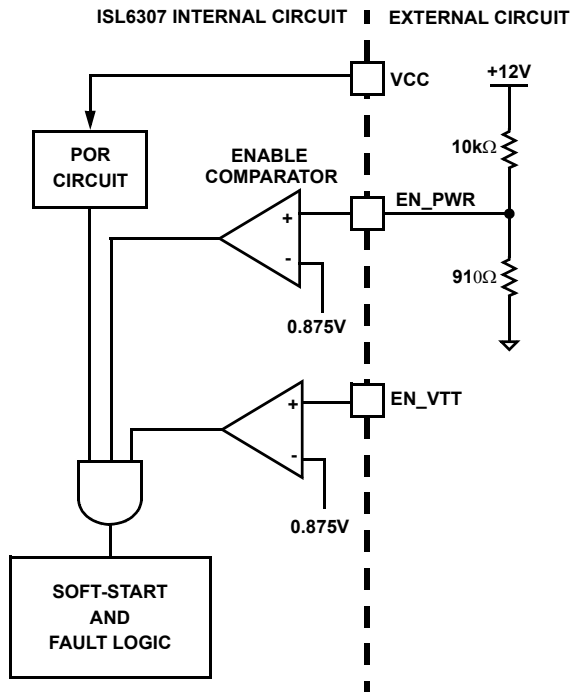 ISL6307 INTERNAL CIRCUIT
EXTERNAL CIRCUIT
VCC
+12V
POR
CIRCUIT
ENABLE
COMPARATOR
10kΩ
EN_PWR
+
-
910Ω
0.875V
EN_VTT
+
-
0.875V
SOFT-START
AND
FAULT LOGIC